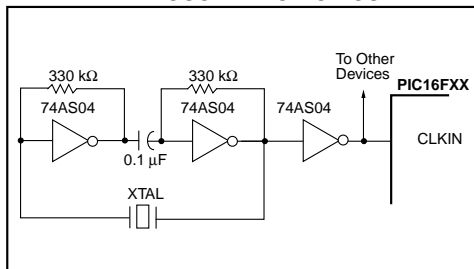 To Other
Devices
330 kΩ
330 kΩ
PIC16FXX
74AS04
74AS04
74AS04
CLKIN
0.1 µF
XTAL